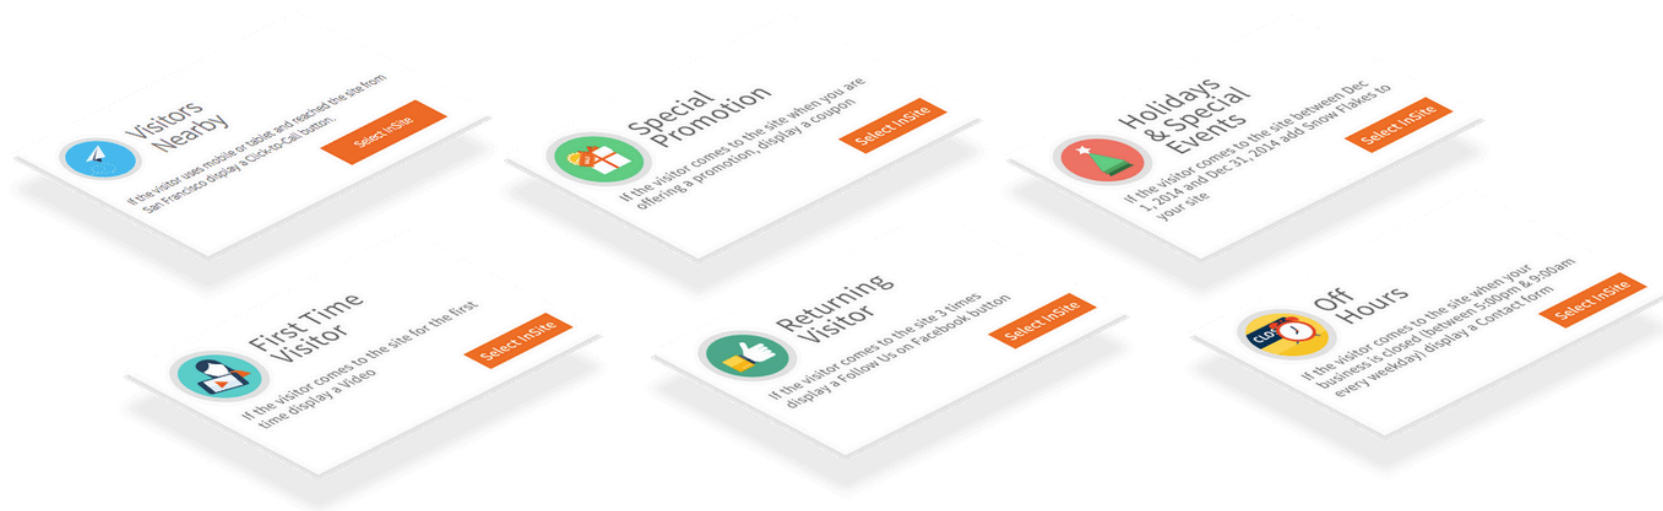 Visitors
Nearby
If the visitor uses mobile or tablet and reached the site from
San Francisco display a Click-to-Call button.
Select InSite
Special
Promotion
If the visitor comes to the site when you are
offering a promotion, display a coupon
Select InSite
Holidays
& Special
Events
If the visitor comes to the site between Dec
1, 2014 and Dec 31, 2014 add Snow Flakes to
your site
Select InSite
First Time
Visitor
If the visitor comes to the site for the first
time display a Video
Select InSite
Returning
Visitor
If the visitor comes to the site 3 times
display a Follow Us on Facebook button
Select InSite
CLO
Off
Hours
If the visitor comes to the site when your
business is closed (between 5:00pm & 9:00am
every weekday) display a Contact form
Select InSite